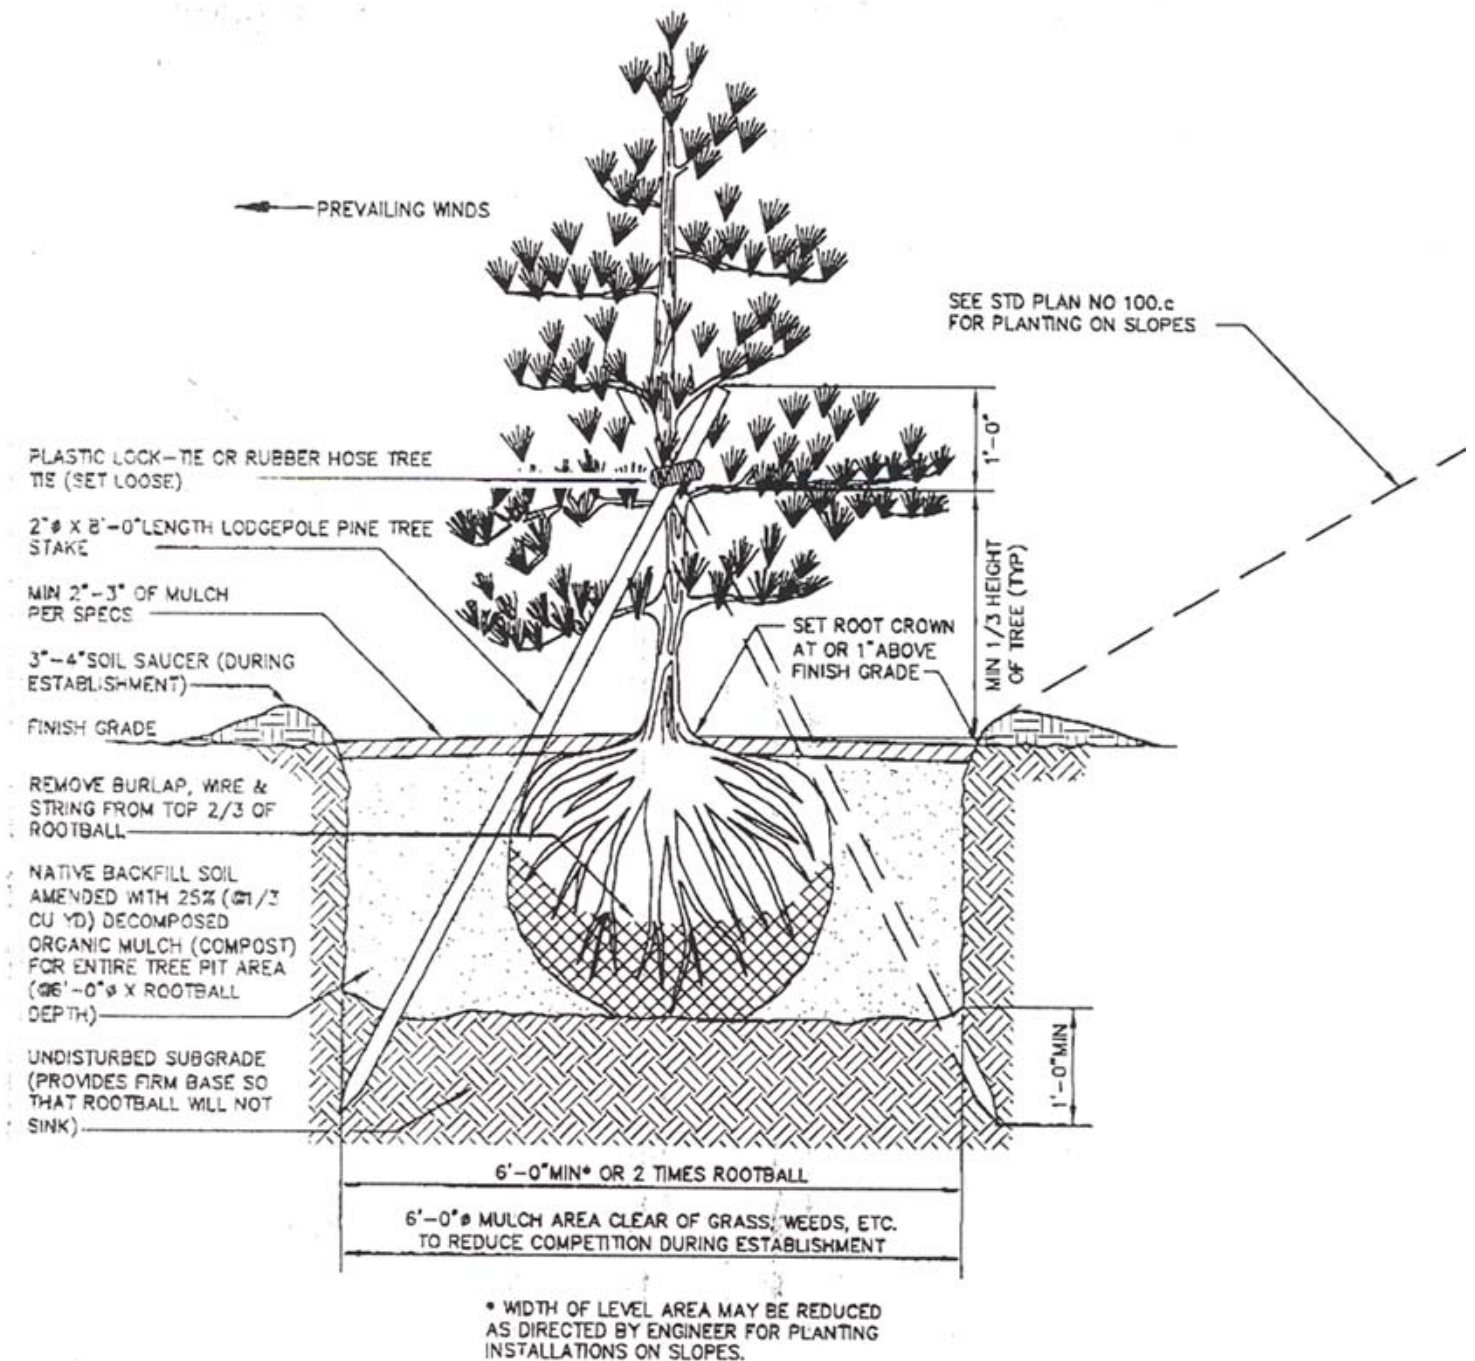 PREVAILING WINDS
SEE STD PLAN NO 100.c
FOR PLANTING ON SLOPES
1'-0"
PLASTIC LOCK-TIE OR RUBBER HOSE TREE
TIE (SET LOOSE)
2"ø X 8'-0" LENGTH LODGEPOLE PINE TREE
STAKE
MIN 2"-3" OF MULCH
PER SPECS
MIN 1/3 HEIGHT
OF TREE (TYP)
SET ROOT CROWN
AT OR 1" ABOVE
FINISH GRADE
3"-4" SOIL SAUCER (DURING
ESTABLISHMENT)
FINISH GRADE
REMOVE BURLAP, WIRE &
STRING FROM TOP 2/3 OF
ROOTBALL
NATIVE BACKFILL SOIL
AMENDED WITH 25% (@1/3
CU YD) DECOMPOSED
ORGANIC MULCH (COMPOST)
FOR ENTIRE TREE PIT AREA
(@6'-0"ø X ROOTBALL
DEPTH)
UNDISTURBED SUBGRADE
(PROVIDES FIRM BASE SO
THAT ROOTBALL WILL NOT
SINK)
1'-0" MIN
6'-0" MIN* OR 2 TIMES ROOTBALL
6'-0"ø MULCH AREA CLEAR OF GRASS, WEEDS, ETC.
TO REDUCE COMPETITION DURING ESTABLISHMENT
* WIDTH OF LEVEL AREA MAY BE REDUCED
AS DIRECTED BY ENGINEER FOR PLANTING
INSTALLATIONS ON SLOPES.